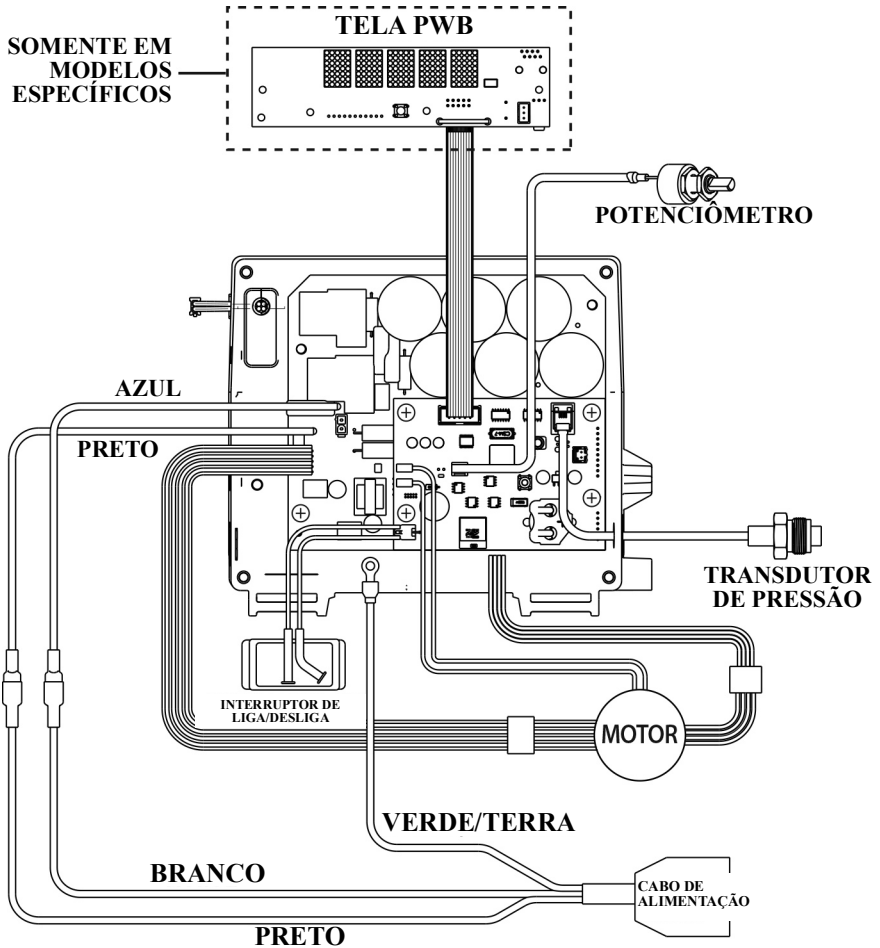 TELA PWB
SOMENTE EM
MODELOS
ESPECÍFICOS
POTENCIÔMETRO
AZUL
PRETO
TRANSDUTOR
DE PRESSÃO
INTERRUPTOR DE
LIGA/DESLIGA
MOTOR
VERDE/TERRA
BRANCO
CABO DE
ALIMENTAÇÃO
PRETO